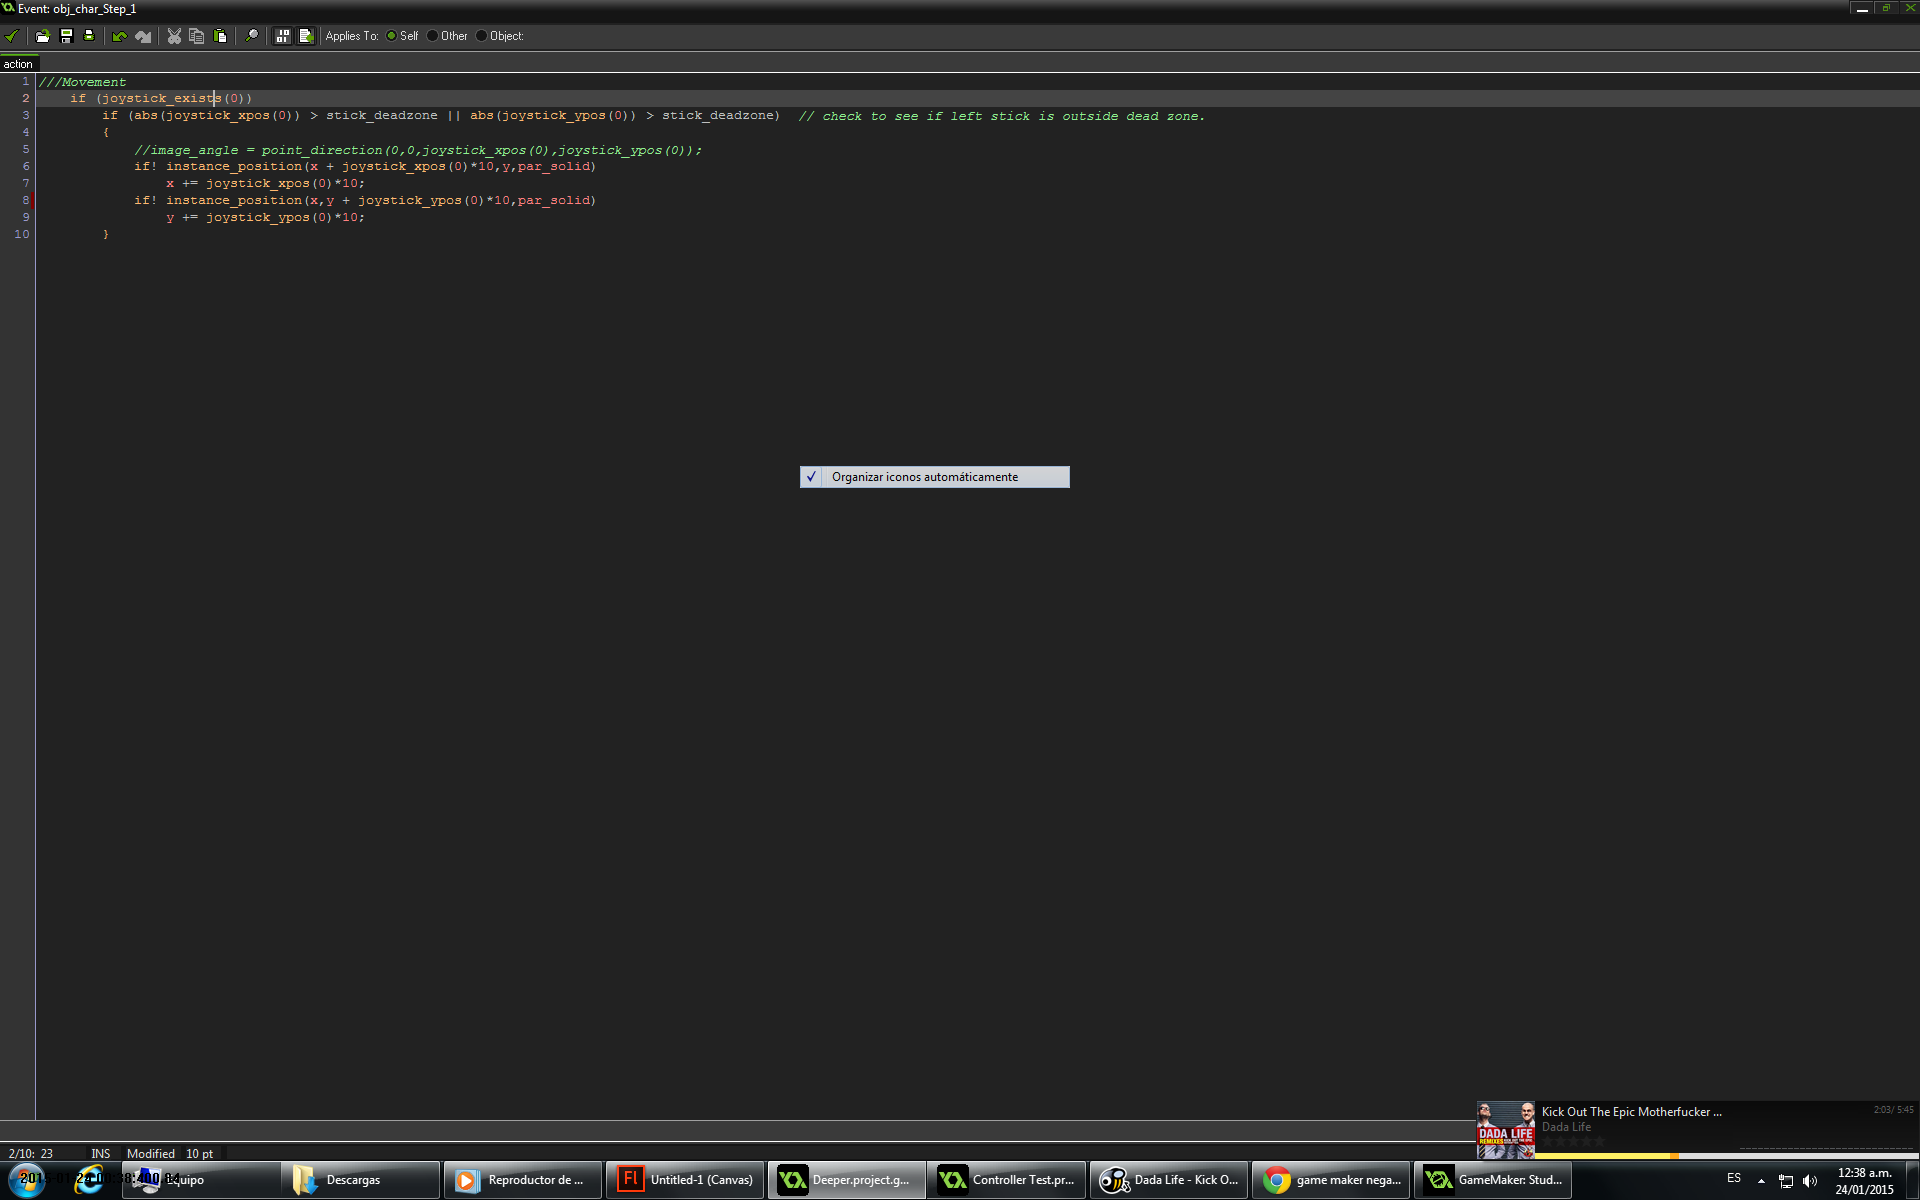 Event: obj_char_Step_1
Applies To: Self Other Object:
action
1 ///Movement
2 if (joystick_exists(0))
3 if (abs(joystick_xpos(0)) > stick_deadzone || abs(joystick_ypos(0)) > stick_deadzone) // check to see if left stick is outside dead zone.
4 {
5 //image_angle = point_direction(0,0,joystick_xpos(0),joystick_ypos(0));
6 if! instance_position(x + joystick_xpos(0)*10,y,par_solid)
7 x += joystick_xpos(0)*10;
8 if! instance_position(x,y + joystick_ypos(0)*10,par_solid)
9 y += joystick_ypos(0)*10;
10 }
✓ Organizar iconos automáticamente
Kick Out The Epic Motherfucker ... 2:03/ 5:45
Dada Life
DADA LIFE
2/10: 23 INS Modified 10 pt
Equipo
Descargas
Reproductor de ...
Fl Untitled-1 (Canvas)
Deeper.project.g...
Controller Test.pr...
Dada Life - Kick O...
game maker nega...
GameMaker: Stud...
ES
12:38 a.m.
24/01/2015